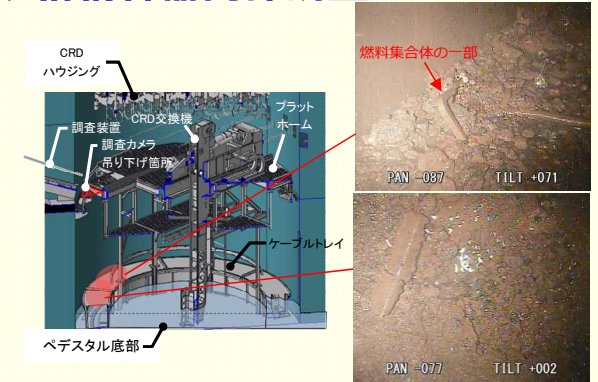 CRD
ハウジング
調査装置
調査カメラ
吊り下げ箇所
CRD交換機
プラット
ホーム
ケーブルトレイ
ペデスタル底部
燃料集合体の一部
PAN -087 TILT +071
PAN -077 TILT +002